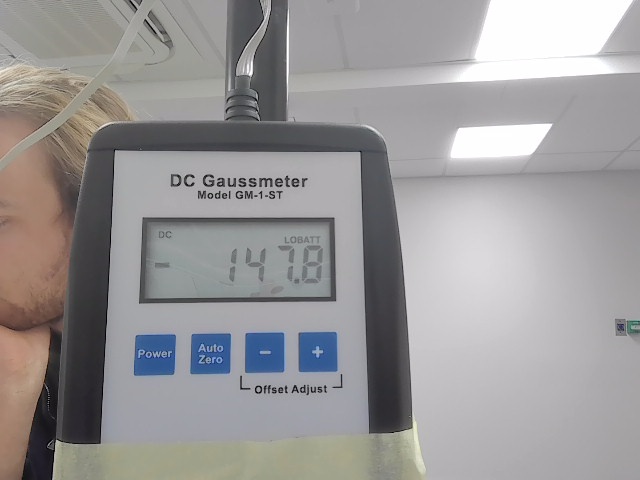 DC Gaussmeter
Model GM-1-ST
DC
LOBATT
- 147.8
Power
Auto
Zero
-
+
Offset Adjust